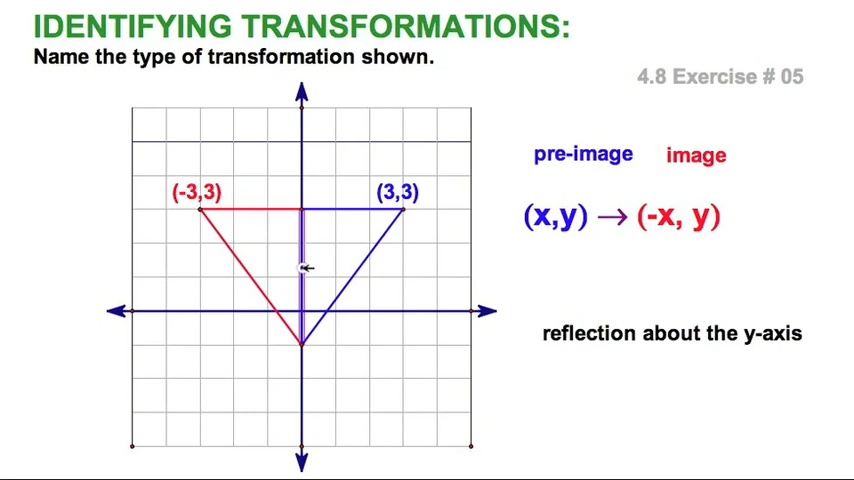 IDENTIFYING TRANSFORMATIONS:
Name the type of transformation shown.
4.8 Exercise # 05
pre-image image
(-3,3) (3,3)
(x,y) → (-x, y)
reflection about the y-axis